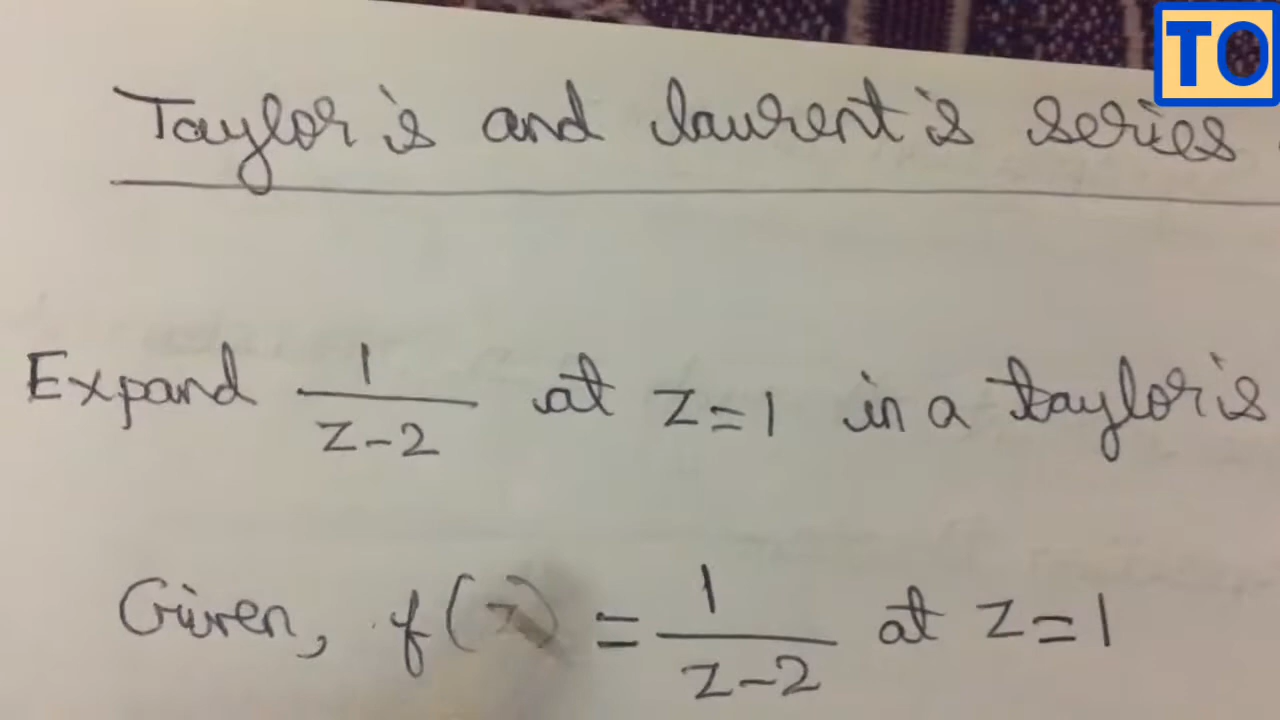 TO
Taylor's and laurent's series
Expand 1/(z-2) at z=1 in a taylor's
Given, f(z) = 1/(z-2) at z=1